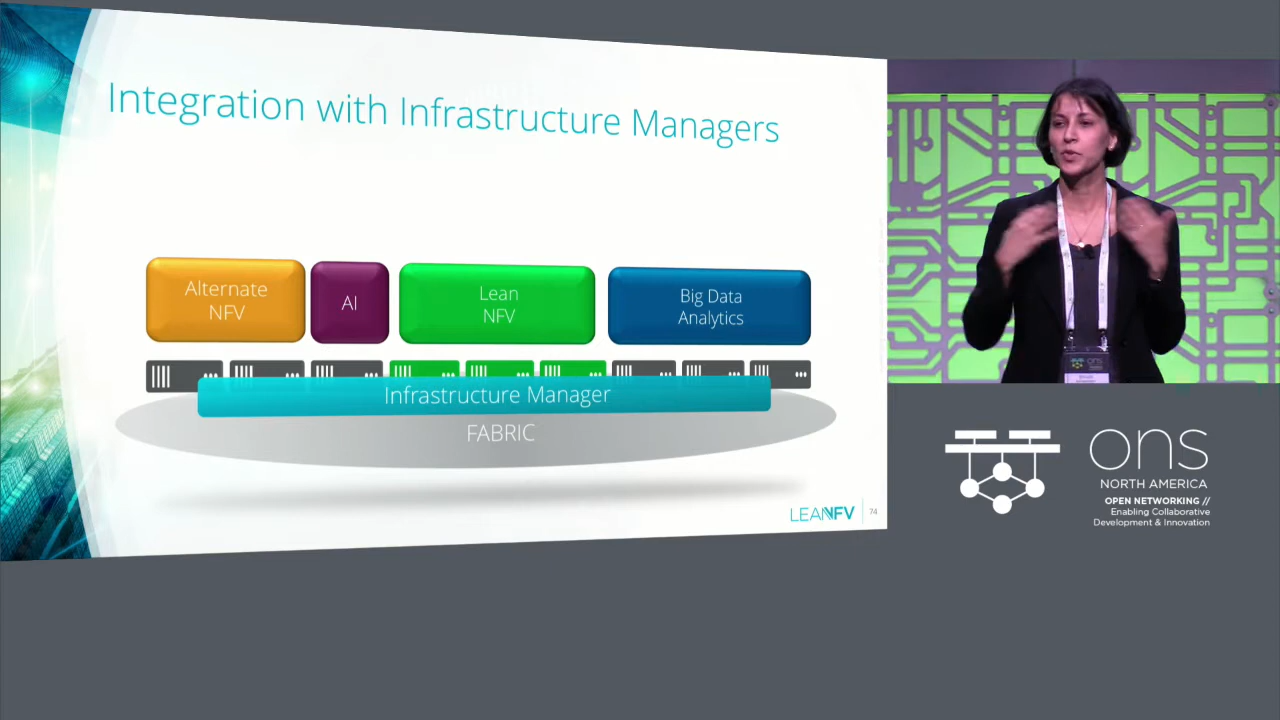 Integration with Infrastructure Managers
Alternate
NFV
AI
Lean
NFV
Big Data
Analytics
Infrastructure Manager
FABRIC
LEANNFV
74
ons
NORTH AMERICA
OPEN NETWORKING //
Enabling Collaborative
Development & Innovation